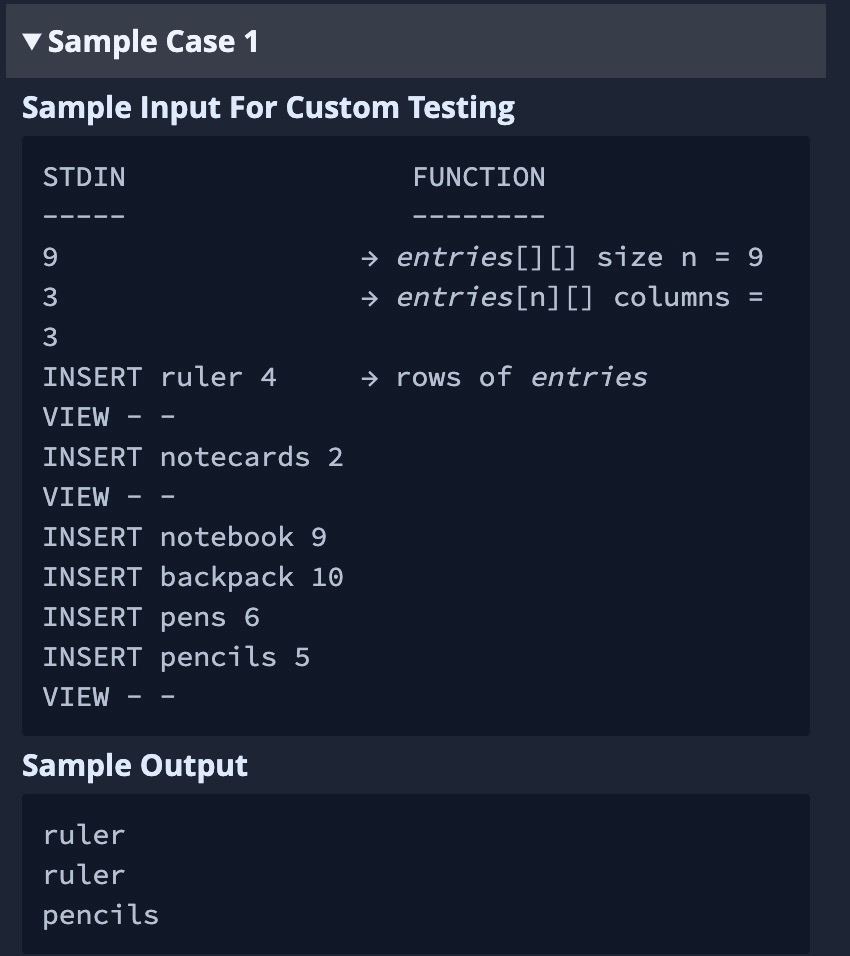 ▼ Sample Case 1
Sample Input For Custom Testing
STDIN                 FUNCTION
-----                 --------
9                  → entries[][] size n = 9
3                  → entries[n][] columns =
3
INSERT ruler 4     → rows of entries
VIEW - -
INSERT notecards 2
VIEW - -
INSERT notebook 9
INSERT backpack 10
INSERT pens 6
INSERT pencils 5
VIEW - -
Sample Output
ruler
ruler
pencils